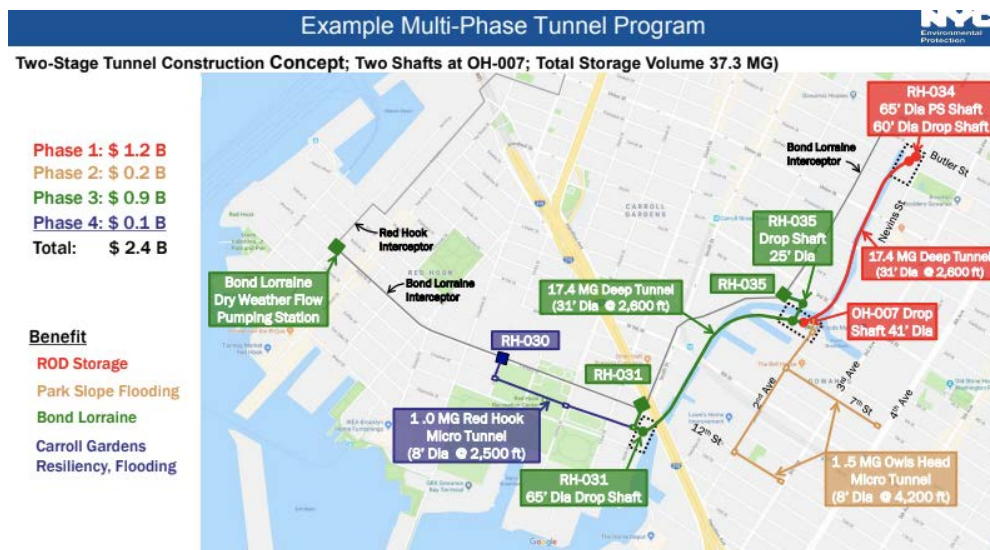 Example Multi-Phase Tunnel Program
NYC
Environmental
Protection
Two-Stage Tunnel Construction Concept; Two Shafts at OH-007; Total Storage Volume 37.3 MG)
Phase 1: $ 1.2 B
Phase 2: $ 0.2 B
Phase 3: $ 0.9 B
Phase 4: $ 0.1 B
Total: $ 2.4 B
Benefit
ROD Storage
Park Slope Flooding
Bond Lorraine
Carroll Gardens
Resiliency, Flooding
RH-034
65' Dia PS Shaft
60' Dia Drop Shaft
Bond Lorraine
Interceptor
Butler St
Nevins St
CARROLL
GARDENS
RH-035
Drop Shaft
25' Dia
Red Hook
Interceptor
RED HOOK
Bond Lorraine
Interceptor
Bond Lorraine
Dry Weather Flow
Pumping Station
17.4 MG Deep Tunnel
(31' Dia @ 2,600 ft)
RH-035
17.4 MG Deep Tunnel
(31' Dia @ 2,600 ft)
OH-007 Drop
Shaft 41' Dia
RH-030
RH-031
2nd Ave
3rd Ave
4th Ave
7th St
12th St
1 .0 MG Red Hook
Micro Tunnel
(8' Dia @ 2,500 ft)
RH-031
65' Dia Drop Shaft
1 .5 MG Owls Head
Micro Tunnel
(8' Dia @ 4,200 ft)
Lowe's Home
Improvement
The Home Depot
Google